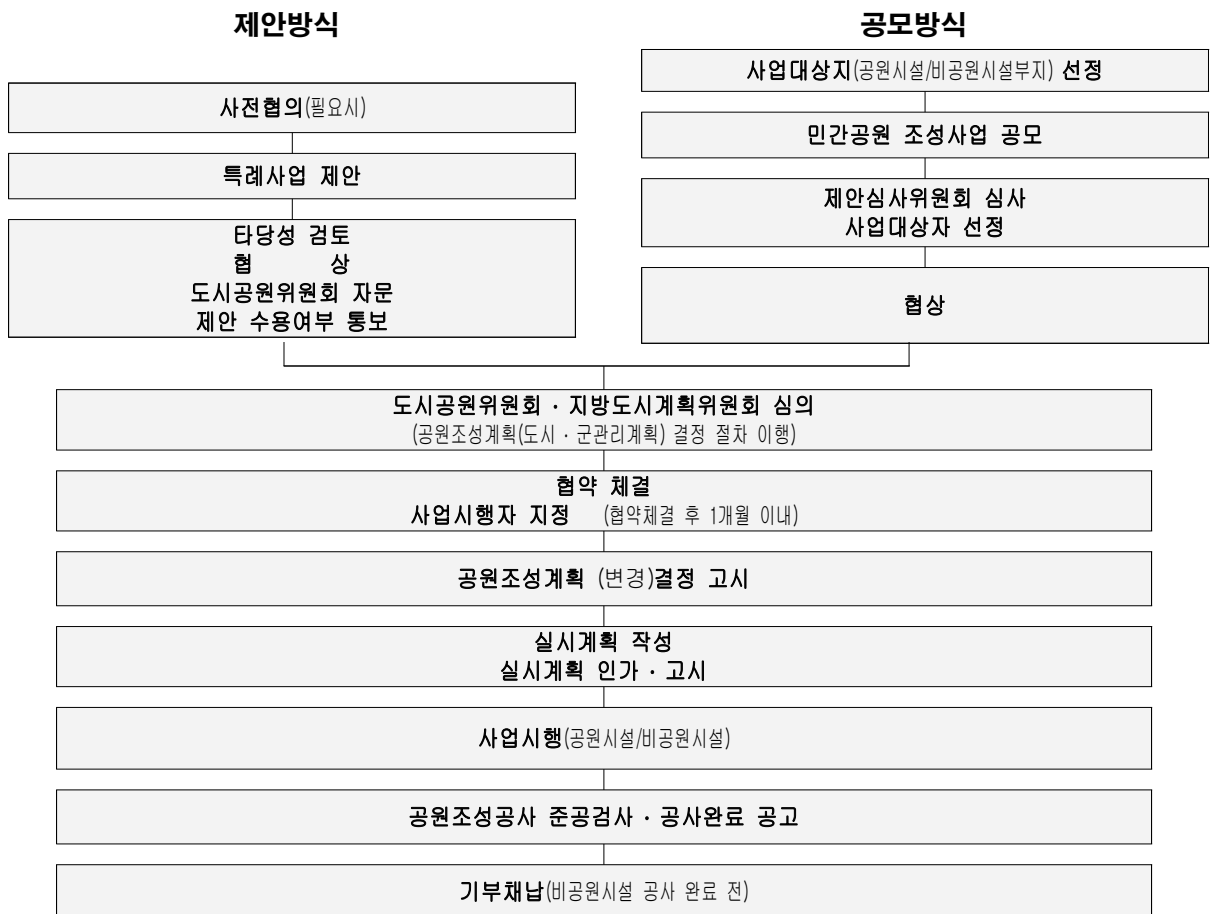 제안방식
사전협의(필요시)
특례사업 제안
타당성 검토
협 상
도시공원위원회 자문
제안 수용여부 통보
공모방식
사업대상지(공원시설/비공원시설부지) 선정
민간공원 조성사업 공모
제안심사위원회 심사
사업대상자 선정
협상
도시공원위원회 · 지방도시계획위원회 심의
(공원조성계획(도시 · 군관리계획) 결정 절차 이행)
협약 체결
사업시행자 지정 (협약체결 후 1개월 이내)
공원조성계획 (변경)결정 고시
실시계획 작성
실시계획 인가 · 고시
사업시행(공원시설/비공원시설)
공원조성공사 준공검사 · 공사완료 공고
기부채납(비공원시설 공사 완료 전)